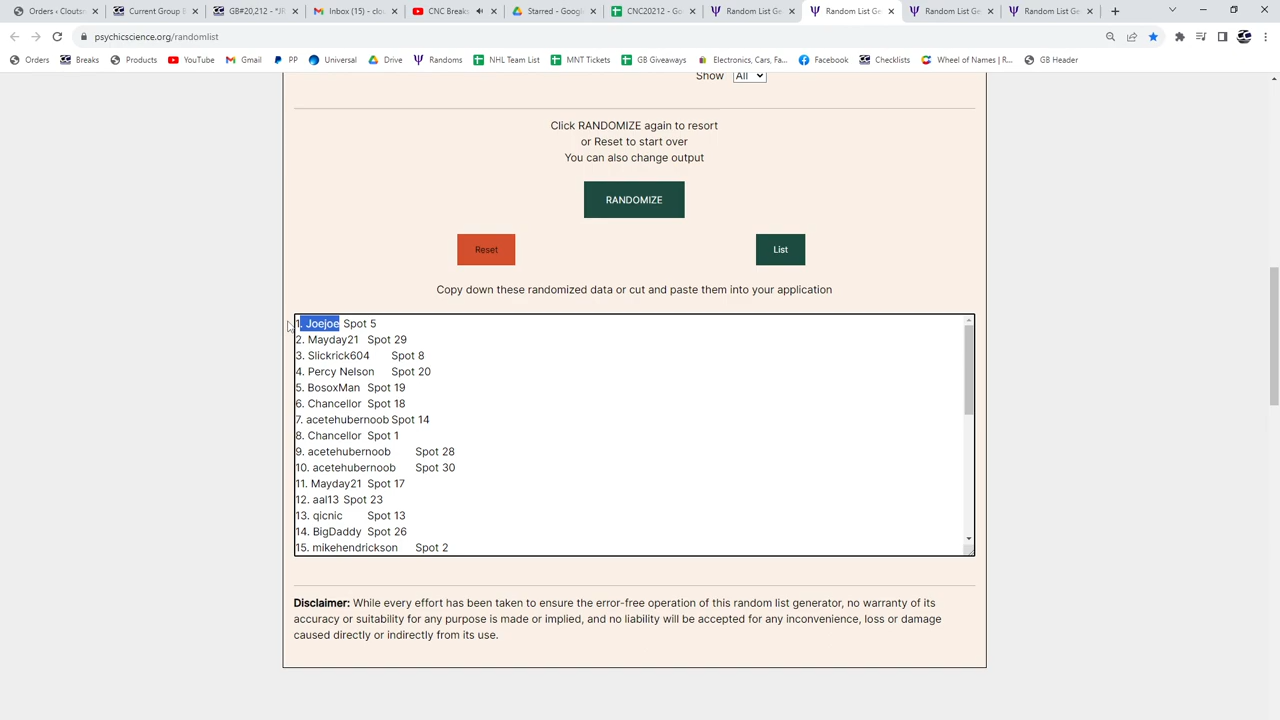 Orders ‹ Cloutsn
Current Group B
GB#20,212 - *JR
Inbox (15) - clou
CNC Breaks
Starred - Google
CNC20212 - Goo
Random List Ge
Random List Ge
Random List Ge
Random List Ge
psychicscience.org/randomlist
Orders
Breaks
Products
YouTube
Gmail
PP
Universal
Drive
Randoms
NHL Team List
MNT Tickets
GB Giveaways
Electronics, Cars, Fa...
Facebook
Checklists
Wheel of Names | R...
GB Header
Show All
Click RANDOMIZE again to resort
or Reset to start over
You can also change output
RANDOMIZE
Reset
List
Copy down these randomized data or cut and paste them into your application
1. Joejoe Spot 5
2. Mayday21 Spot 29
3. Slickrick604 Spot 8
4. Percy Nelson Spot 20
5. BosoxMan Spot 19
6. Chancellor Spot 18
7. acetehubernoob Spot 14
8. Chancellor Spot 1
9. acetehubernoob Spot 28
10. acetehubernoob Spot 30
11. Mayday21 Spot 17
12. aal13 Spot 23
13. qicnic Spot 13
14. BigDaddy Spot 26
15. mikehendrickson Spot 2
Disclaimer: While every effort has been taken to ensure the error-free operation of this random list generator, no warranty of its
accuracy or suitability for any purpose is made or implied, and no liability will be accepted for any inconvenience, loss or damage
caused directly or indirectly from its use.